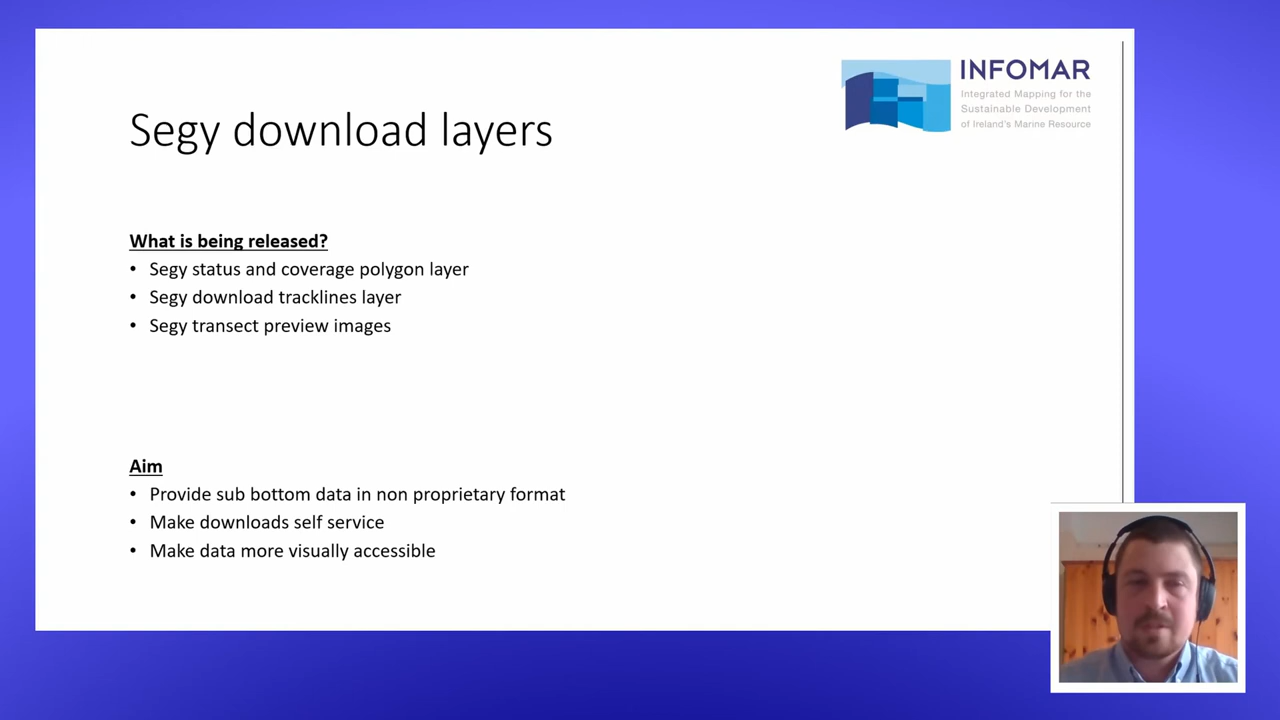 INFOMAR
Integrated Mapping for the
Sustainable Development
of Ireland's Marine Resource
Segy download layers
What is being released?
• Segy status and coverage polygon layer
• Segy download tracklines layer
• Segy transect preview images
Aim
• Provide sub bottom data in non proprietary format
• Make downloads self service
• Make data more visually accessible